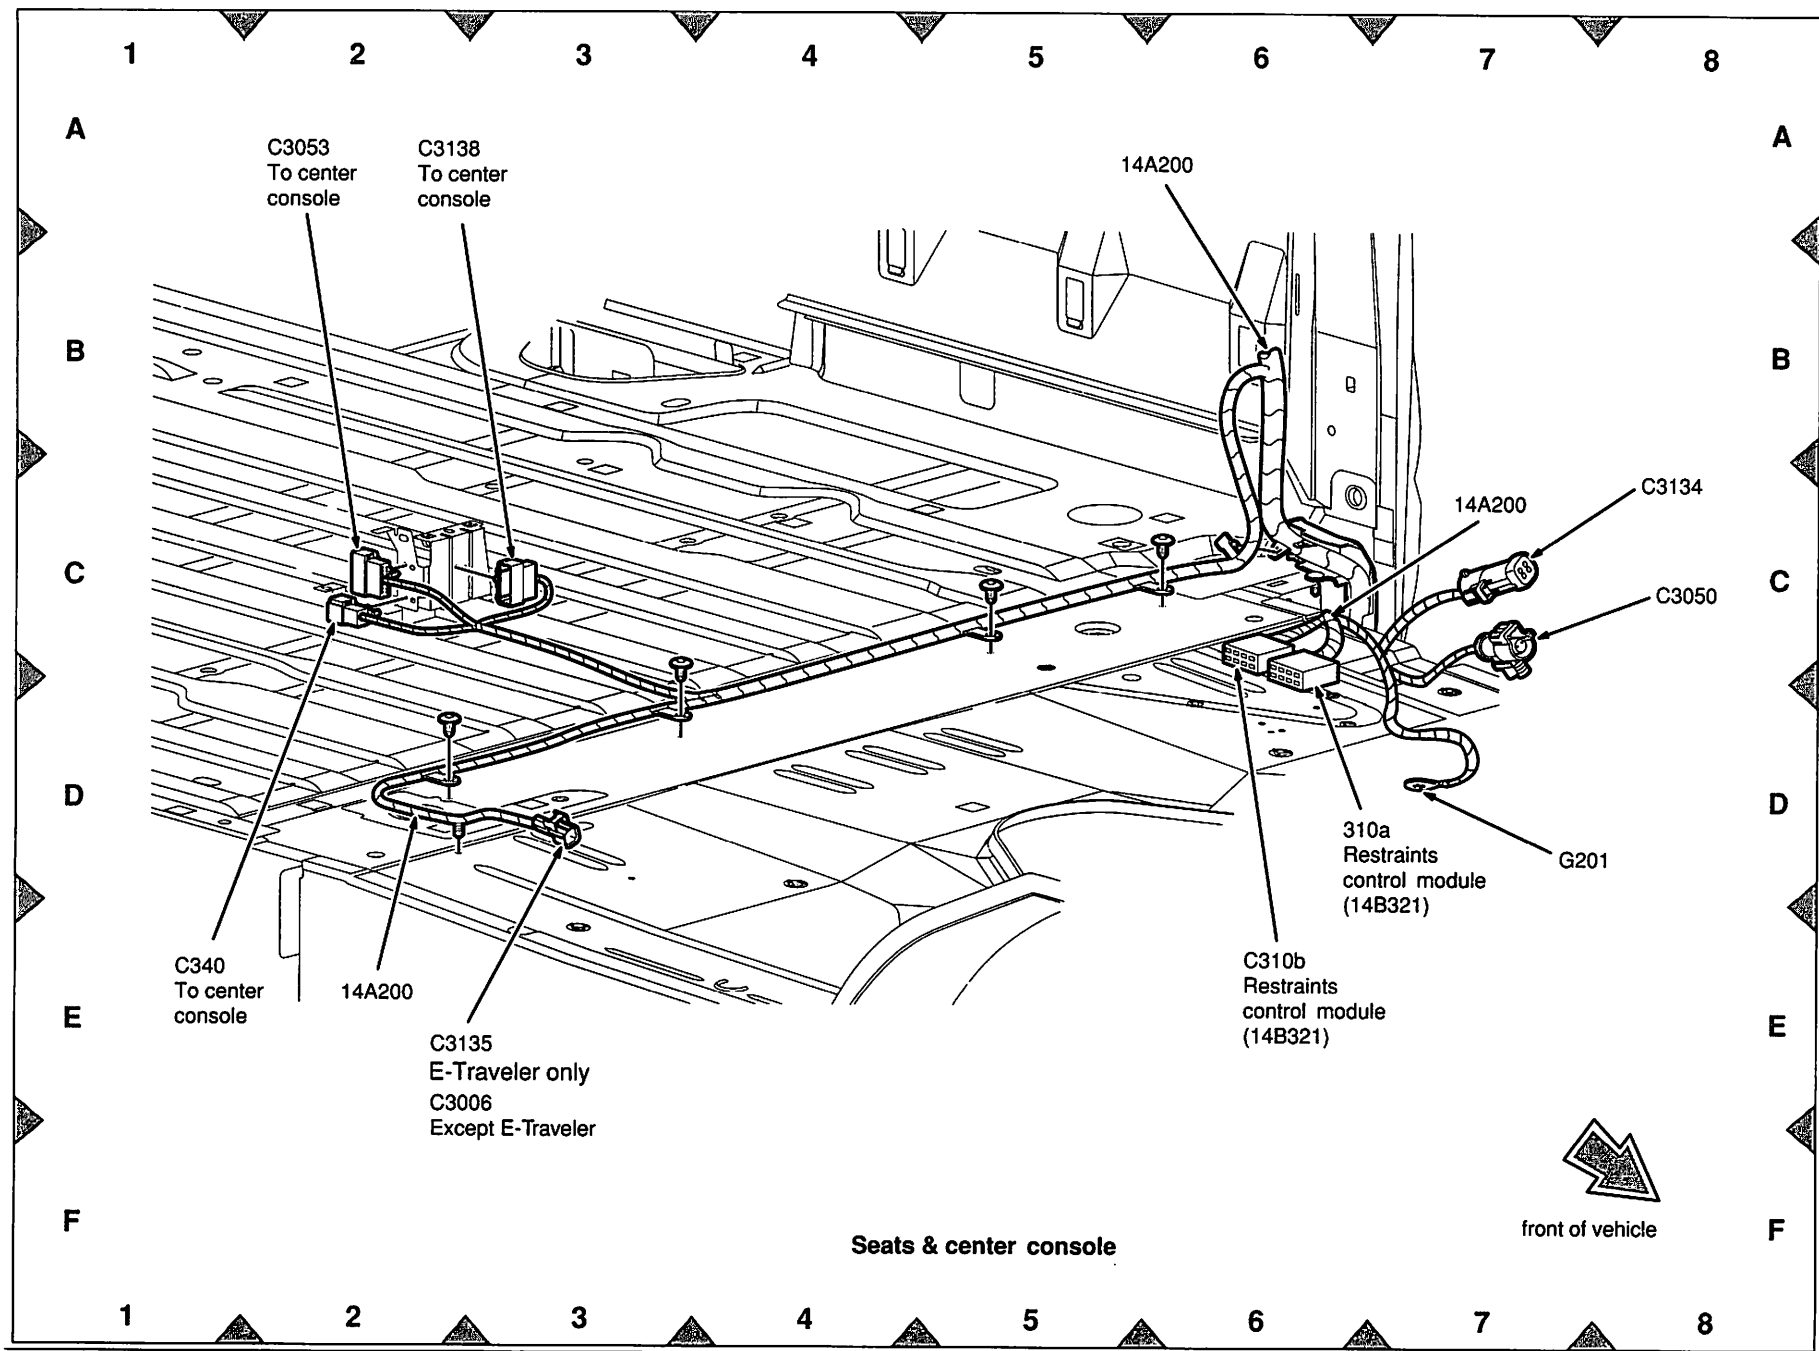 1 2 3 4 5 6 7 8
A A
C3053
To center
console
C3138
To center
console
14A200
B B
C3134
14A200
C C
C3050
D D
310a
Restraints
control module
(14B321)
G201
C310b
Restraints
control module
(14B321)
C340
To center
console
14A200
E E
C3135
E-Traveler only
C3006
Except E-Traveler
F F
front of vehicle
Seats & center console
1 2 3 4 5 6 7 8